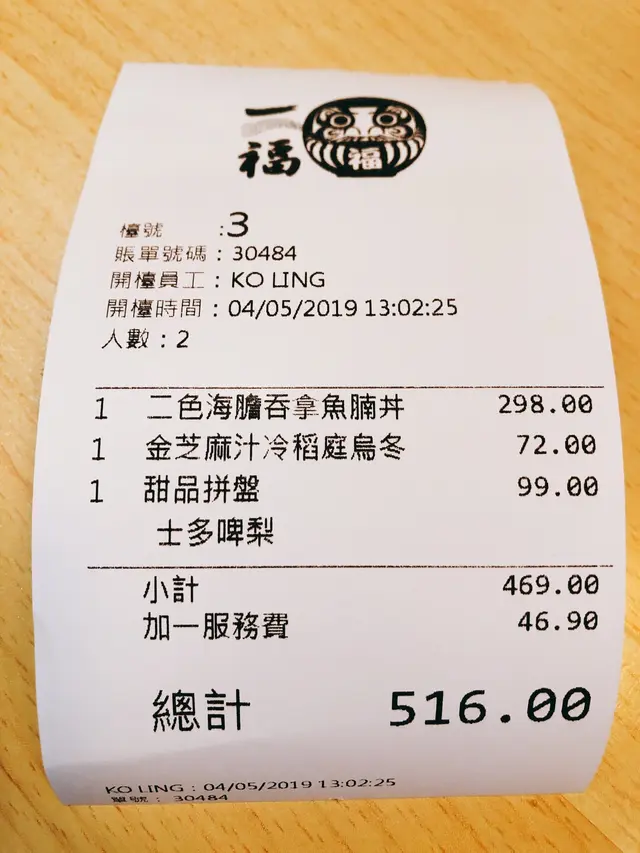 一
福
福
檯號 :3
賬單號碼：30484
開檯員工：KO LING
開檯時間：04/05/2019 13:02:25
人數：2
1 二色海膽吞拿魚腩丼 298.00
1 金芝麻汁冷稻庭烏冬 72.00
1 甜品拼盤 99.00
士多啤梨
小計 469.00
加一服務費 46.90
總計 516.00
KO LING：04/05/2019 13:02:25
單號：30484